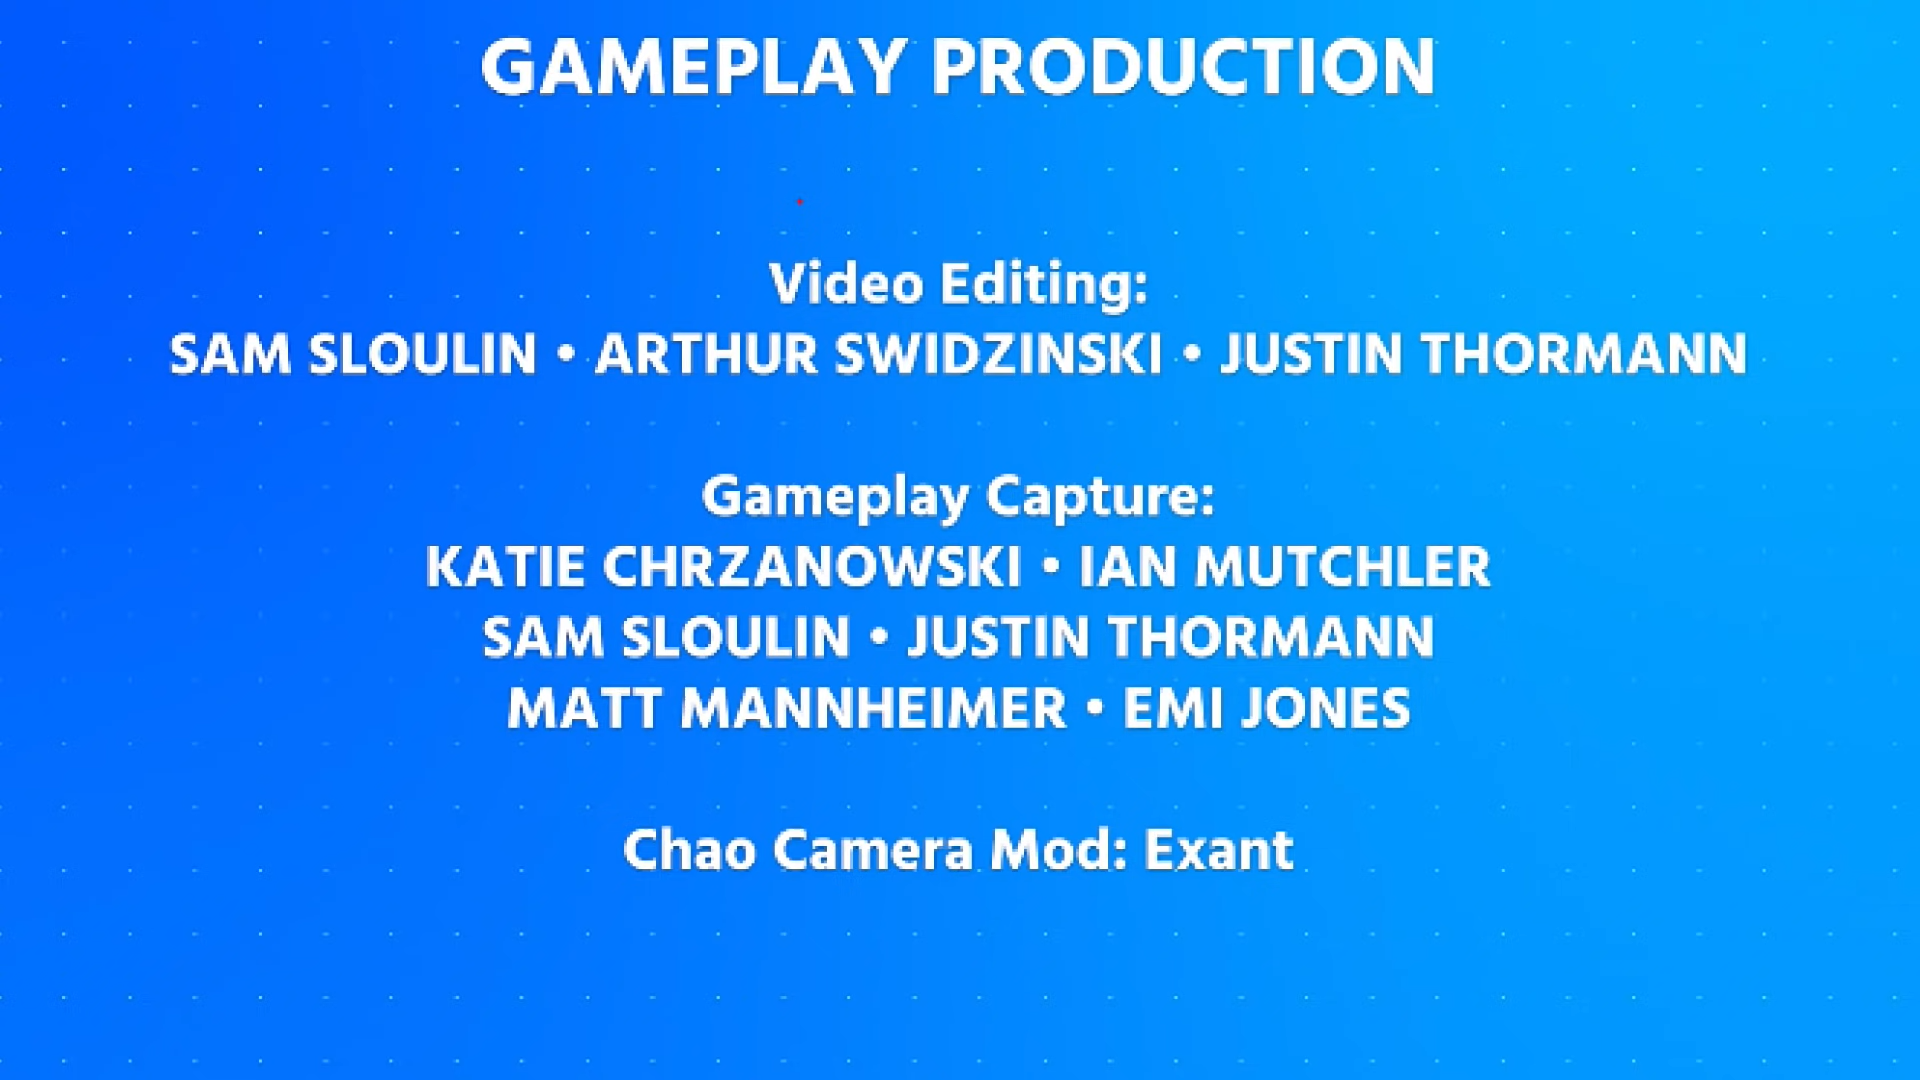 GAMEPLAY PRODUCTION
Video Editing:
SAM SLOULIN • ARTHUR SWIDZINSKI • JUSTIN THORMANN
Gameplay Capture:
KATIE CHRZANOWSKI • IAN MUTCHLER
SAM SLOULIN • JUSTIN THORMANN
MATT MANNHEIMER • EMI JONES
Chao Camera Mod: Exant